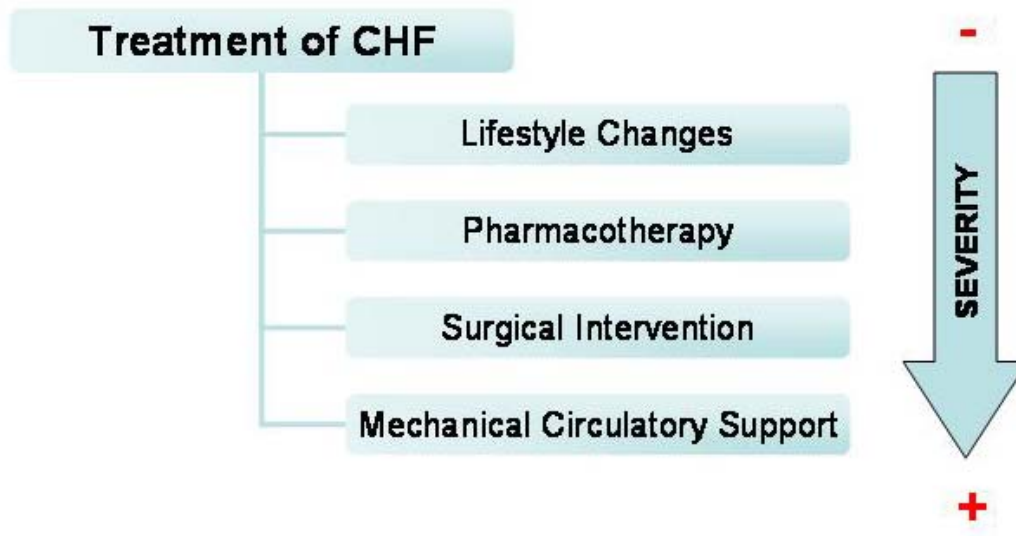 Treatment of CHF
-
Lifestyle Changes
Pharmacotherapy
Surgical Intervention
Mechanical Circulatory Support
SEVERITY
+